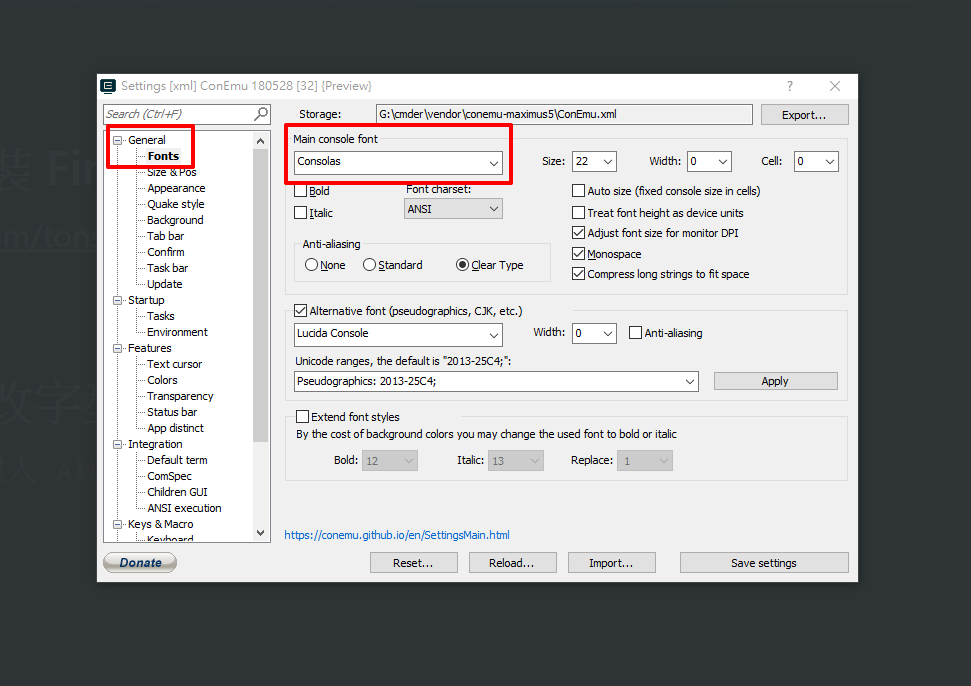 Settings [xml] ConEmu 180528 [32] {Preview}
Search (Ctrl+F)
Storage: G:\cmder\vendor\conemu-maximus5\ConEmu.xml Export...
General
Fonts
Size & Pos
Appearance
Quake style
Background
Tab bar
Confirm
Task bar
Update
Startup
Tasks
Environment
Features
Text cursor
Colors
Transparency
Status bar
App distinct
Integration
Default term
ComSpec
Children GUI
ANSI execution
Keys & Macro
Keyboard
Main console font
Consolas Size: 22 Width: 0 Cell: 0
Bold Font charset: Auto size (fixed console size in cells)
Italic ANSI Treat font height as device units
Adjust font size for monitor DPI
Anti-aliasing Monospace
None Standard Clear Type Compress long strings to fit space
Alternative font (pseudographics, CJK, etc.)
Lucida Console Width: 0 Anti-aliasing
Unicode ranges, the default is "2013-25C4;":
Pseudographics: 2013-25C4; Apply
Extend font styles
By the cost of background colors you may change the used font to bold or italic
Bold: 12 Italic: 13 Replace: 1
https://conemu.github.io/en/SettingsMain.html
Donate Reset... Reload... Import... Save settings